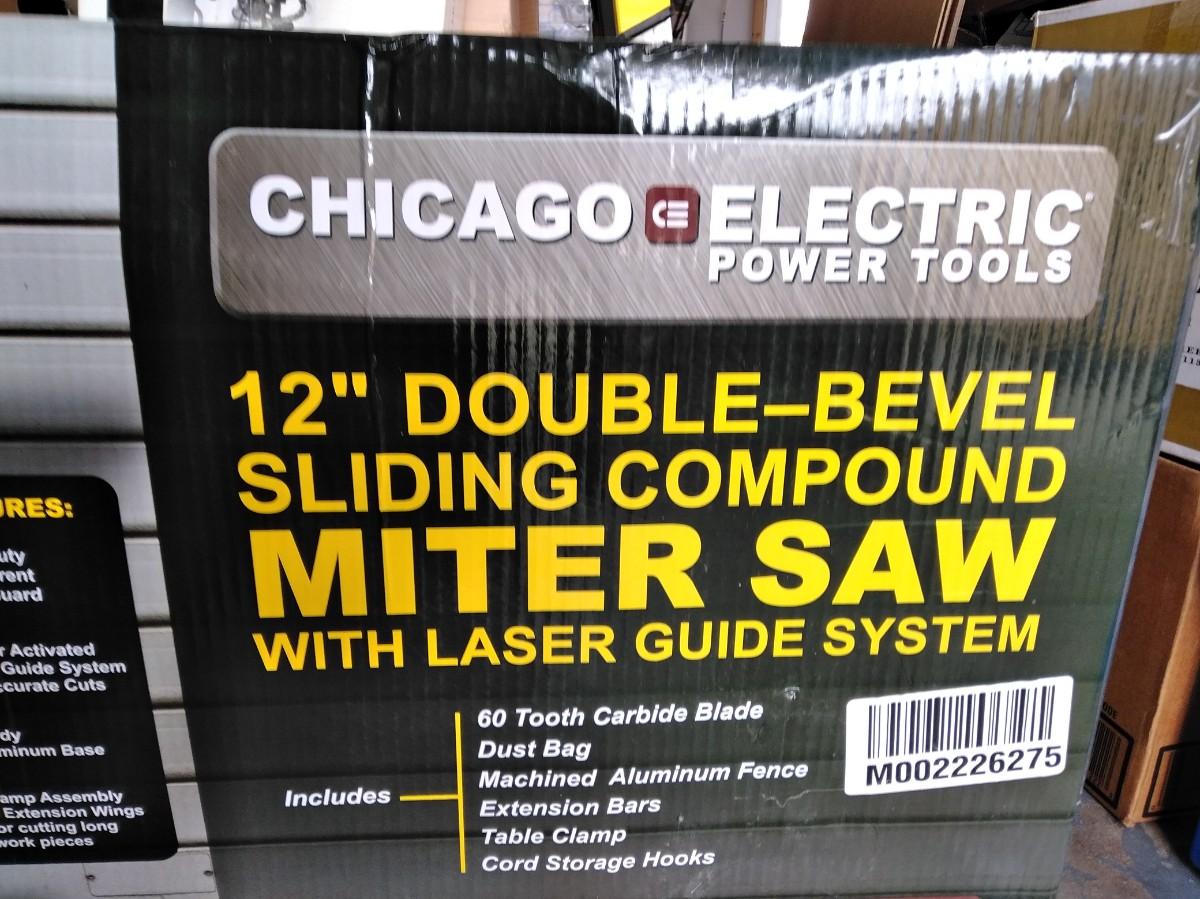 CHICAGO ELECTRIC
POWER TOOLS
12" DOUBLE–BEVEL
SLIDING COMPOUND
MITER SAW
WITH LASER GUIDE SYSTEM
Includes
60 Tooth Carbide Blade
Dust Bag
Machined Aluminum Fence
Extension Bars
Table Clamp
Cord Storage Hooks
M002226275
Activated
Guide System
Cuts
Base
Assembly
Extension Wings
cutting long
work pieces